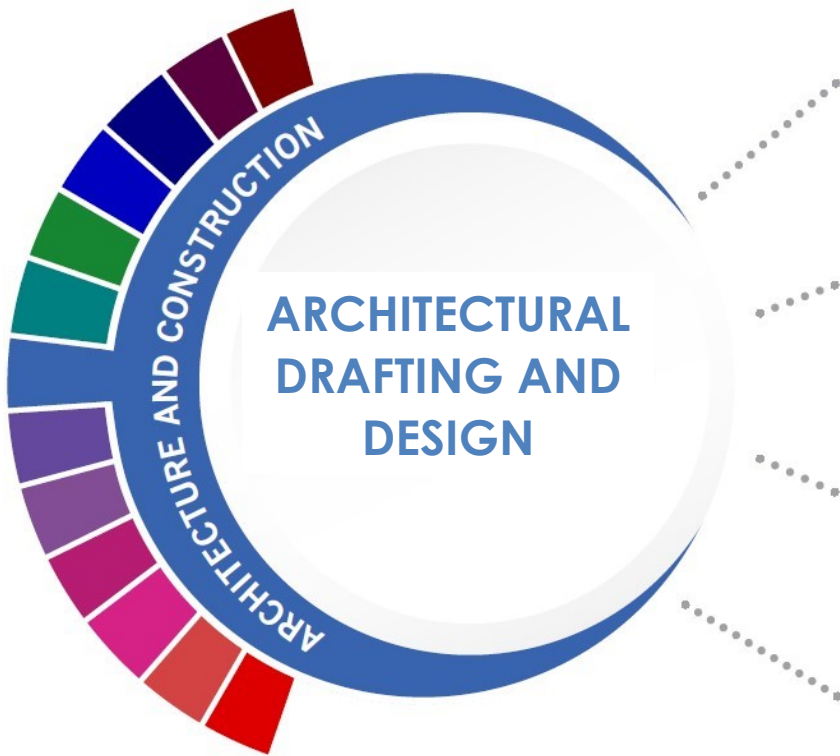 ARCHITECTURE AND CONSTRUCTION
ARCHITECTURAL
DRAFTING AND
DESIGN